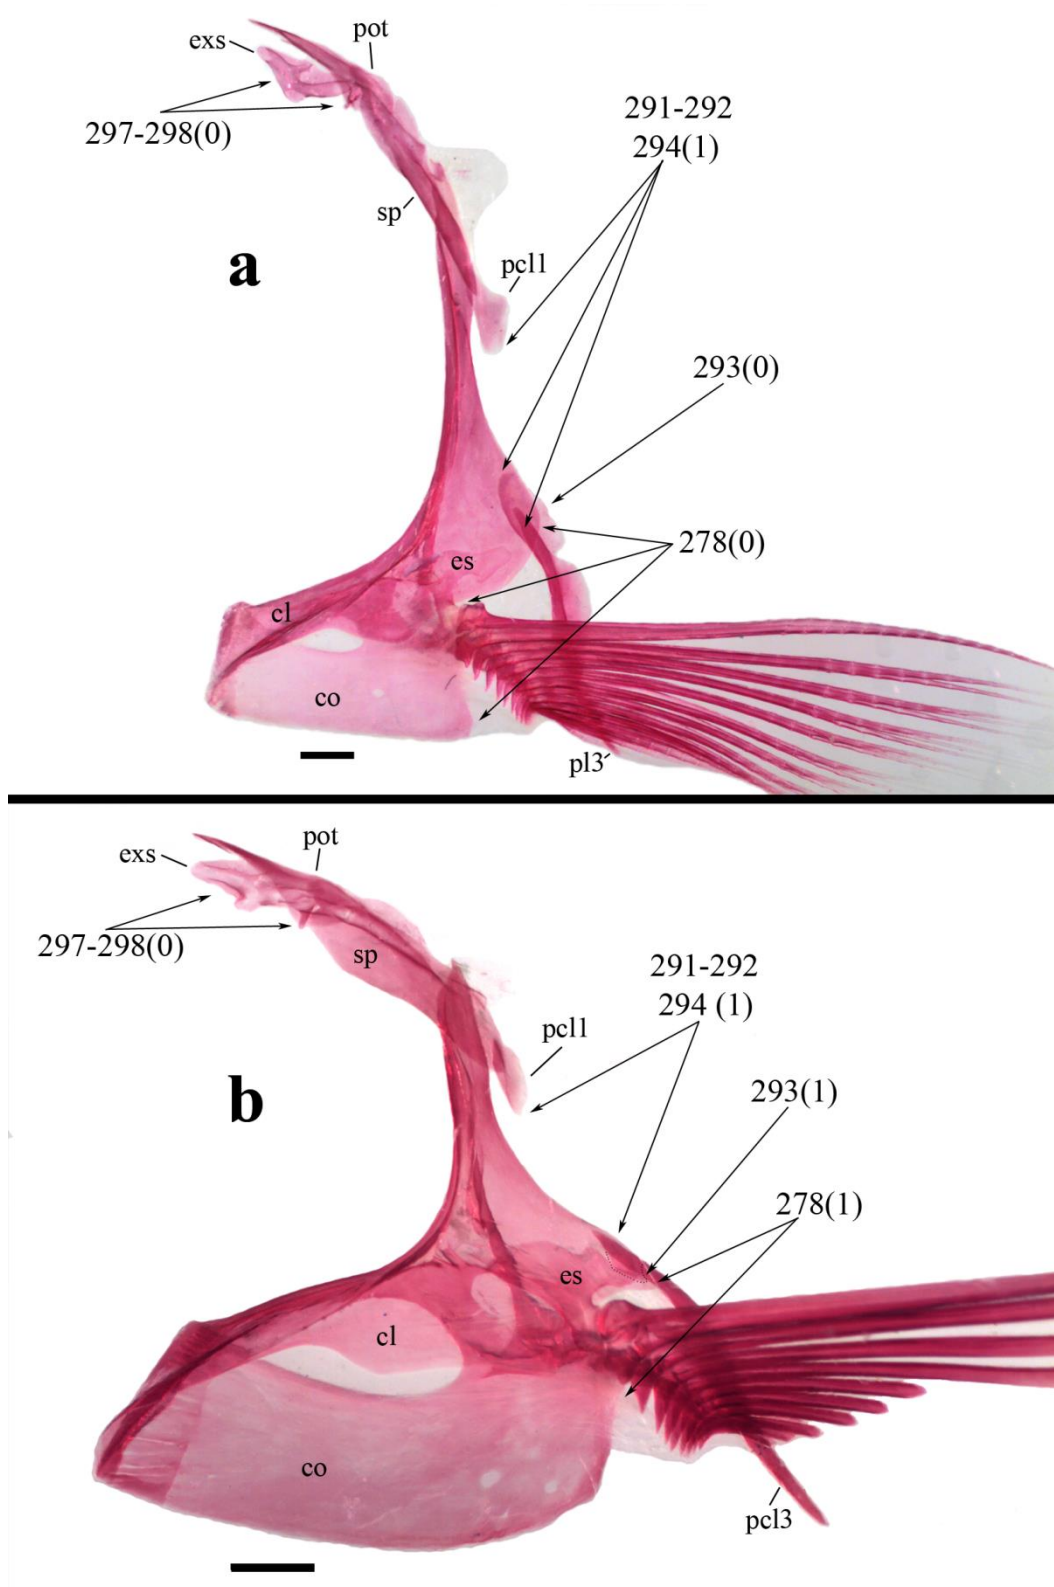 exs
pot
297-298(0)
291-292
294(1)
sp
a
pcl1
293(0)
278(0)
es
cl
co
pl3
exs
pot
297-298(0)
sp
291-292
294 (1)
pcl1
b
293(1)
278(1)
es
cl
co
pcl3